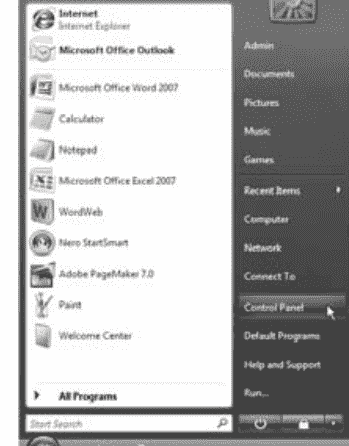 Internet
Internet Explorer
Microsoft Office Outlook
Microsoft Office Word 2007
Calculator
Notepad
Microsoft Office Excel 2007
WordWeb
Nero StartSmart
Adobe PageMaker 7.0
Paint
Welcome Center
All Programs
Start Search
Admin
Documents
Pictures
Music
Games
Recent Items
Computer
Network
Connect To
Control Panel
Default Programs
Help and Support
Run...